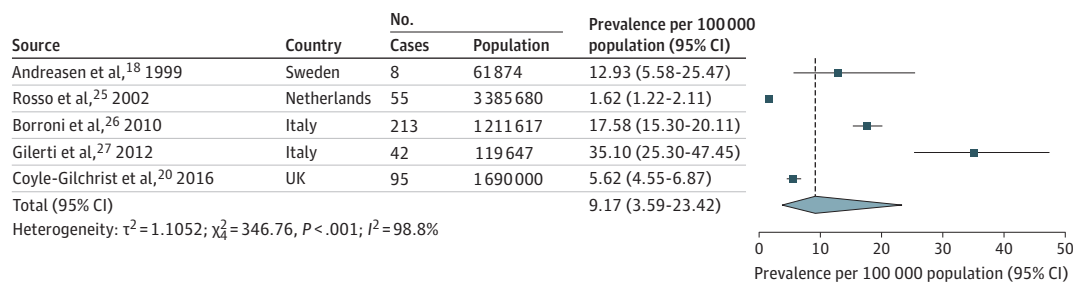 No.
Prevalence per 100 000
Source Country Cases Population population (95% CI)
Andreasen et al,18 1999 Sweden 8 61 874 12.93 (5.58-25.47)
Rosso et al,25 2002 Netherlands 55 3 385 680 1.62 (1.22-2.11)
Borroni et al,26 2010 Italy 213 1 211 617 17.58 (15.30-20.11)
Gilerti et al,27 2012 Italy 42 119 647 35.10 (25.30-47.45)
Coyle-Gilchrist et al,20 2016 UK 95 1 690 000 5.62 (4.55-6.87)
Total (95% CI) 9.17 (3.59-23.42)
Heterogeneity: τ2 = 1.1052; χ24 = 346.76, P < .001; I2 = 98.8%
0 10 20 30 40 50
Prevalence per 100 000 population (95% CI)